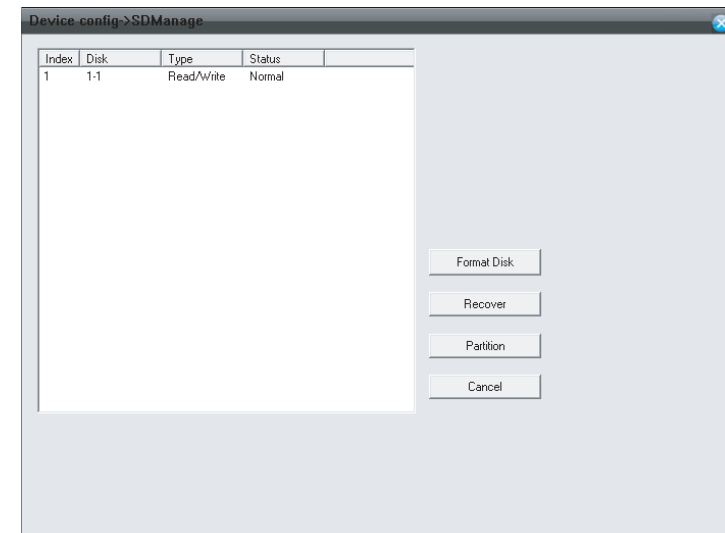 Device config->SDManage
Index Disk Type Status
1 1-1 Read/Write Normal
Format Disk
Recover
Partition
Cancel